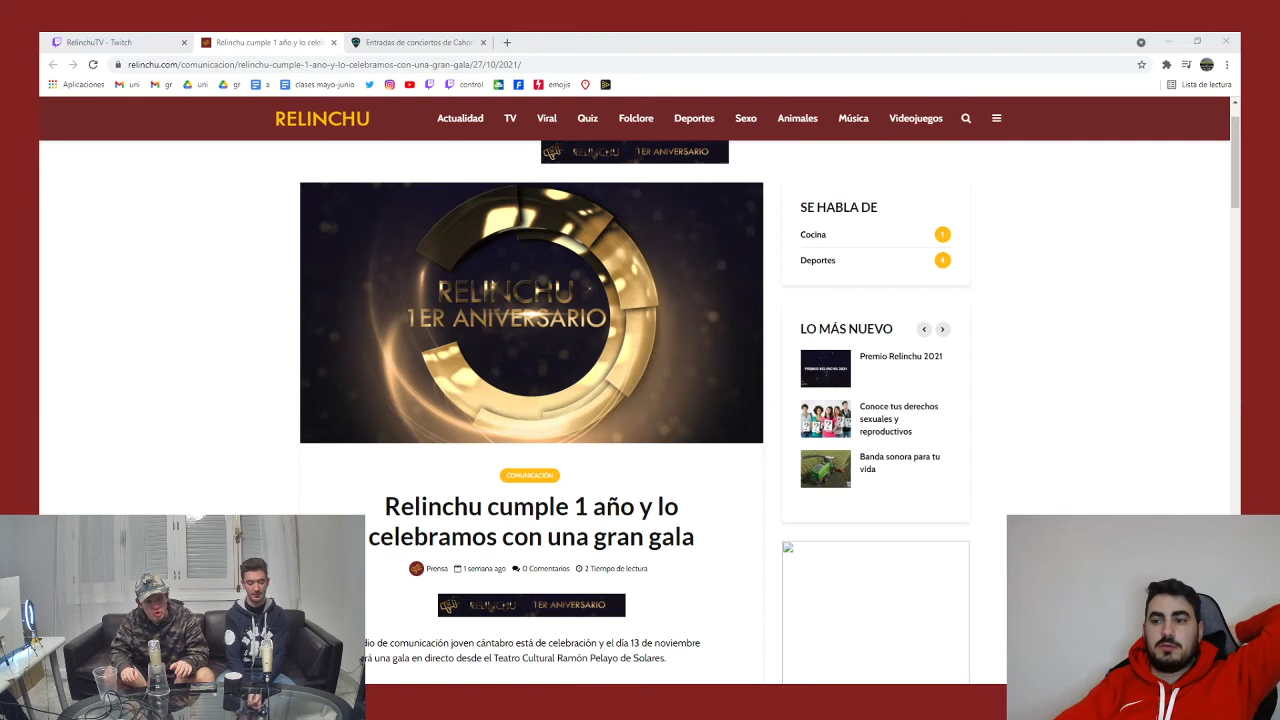 RelinchuTV - Twitch
Relinchu cumple 1 año y lo celeb
Entradas de conciertos de Cahor
relinchu.com/comunicacion/relinchu-cumple-1-ano-y-lo-celebramos-con-una-gran-gala/27/10/2021/
Aplicaciones uni gr uni gr a clases mayo-junio control emojis Lista de lectura
RELINCHU Actualidad TV Viral Quiz Folclore Deportes Sexo Animales Música Videojuegos
RELINCHU 1ER ANIVERSARIO
RELINCHU
1ER ANIVERSARIO
COMUNICACIÓN
Relinchu cumple 1 año y lo
celebramos con una gran gala
Prensa 1 semana ago 0 Comentarios 2 Tiempo de lectura
RELINCHU 1ER ANIVERSARIO
dio de comunicación joven cántabro está de celebración y el día 13 de noviembre
rá una gala en directo desde el Teatro Cultural Ramón Pelayo de Solares.
SE HABLA DE
Cocina 1
Deportes 4
LO MÁS NUEVO
PREMIO RELINCHU 2021
Premio Relinchu 2021
Conoce tus derechos
sexuales y
reproductivos
Banda sonora para tu
vida